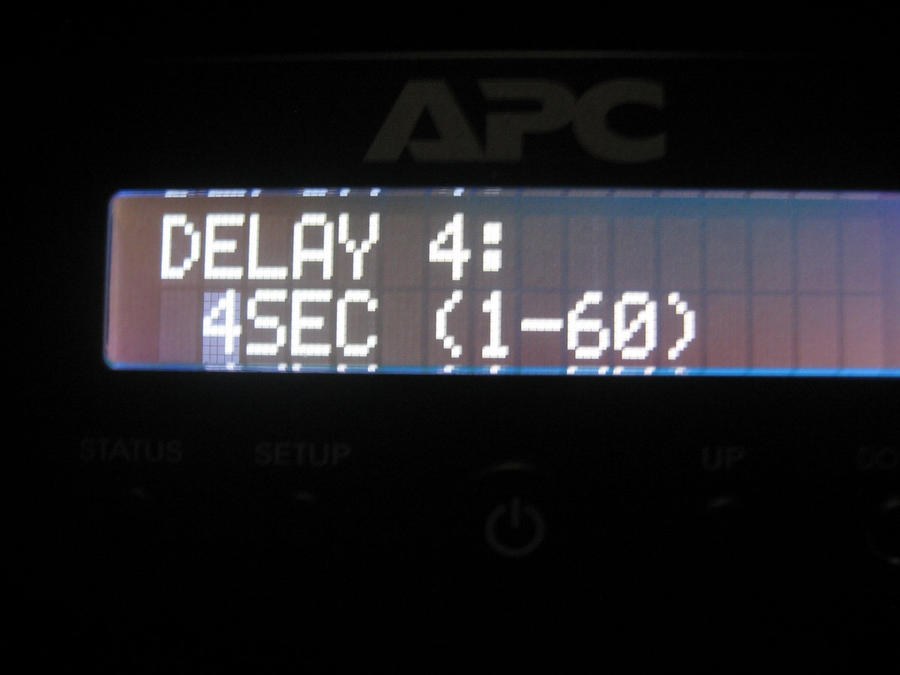 APC
DELAY 4:
4SEC (1-60)
STATUS SETUP UP